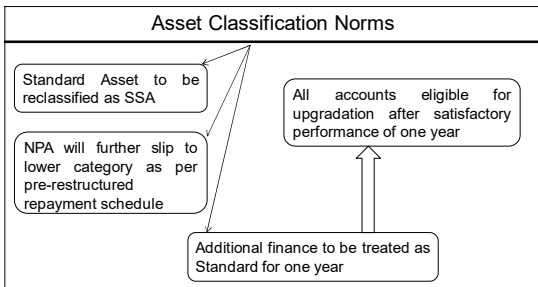 Asset Classification Norms
Standard Asset to be
reclassified as SSA
NPA will further slip to
lower category as per
pre-restructured
repayment schedule
All accounts eligible for
upgradation after satisfactory
performance of one year
Additional finance to be treated as
Standard for one year